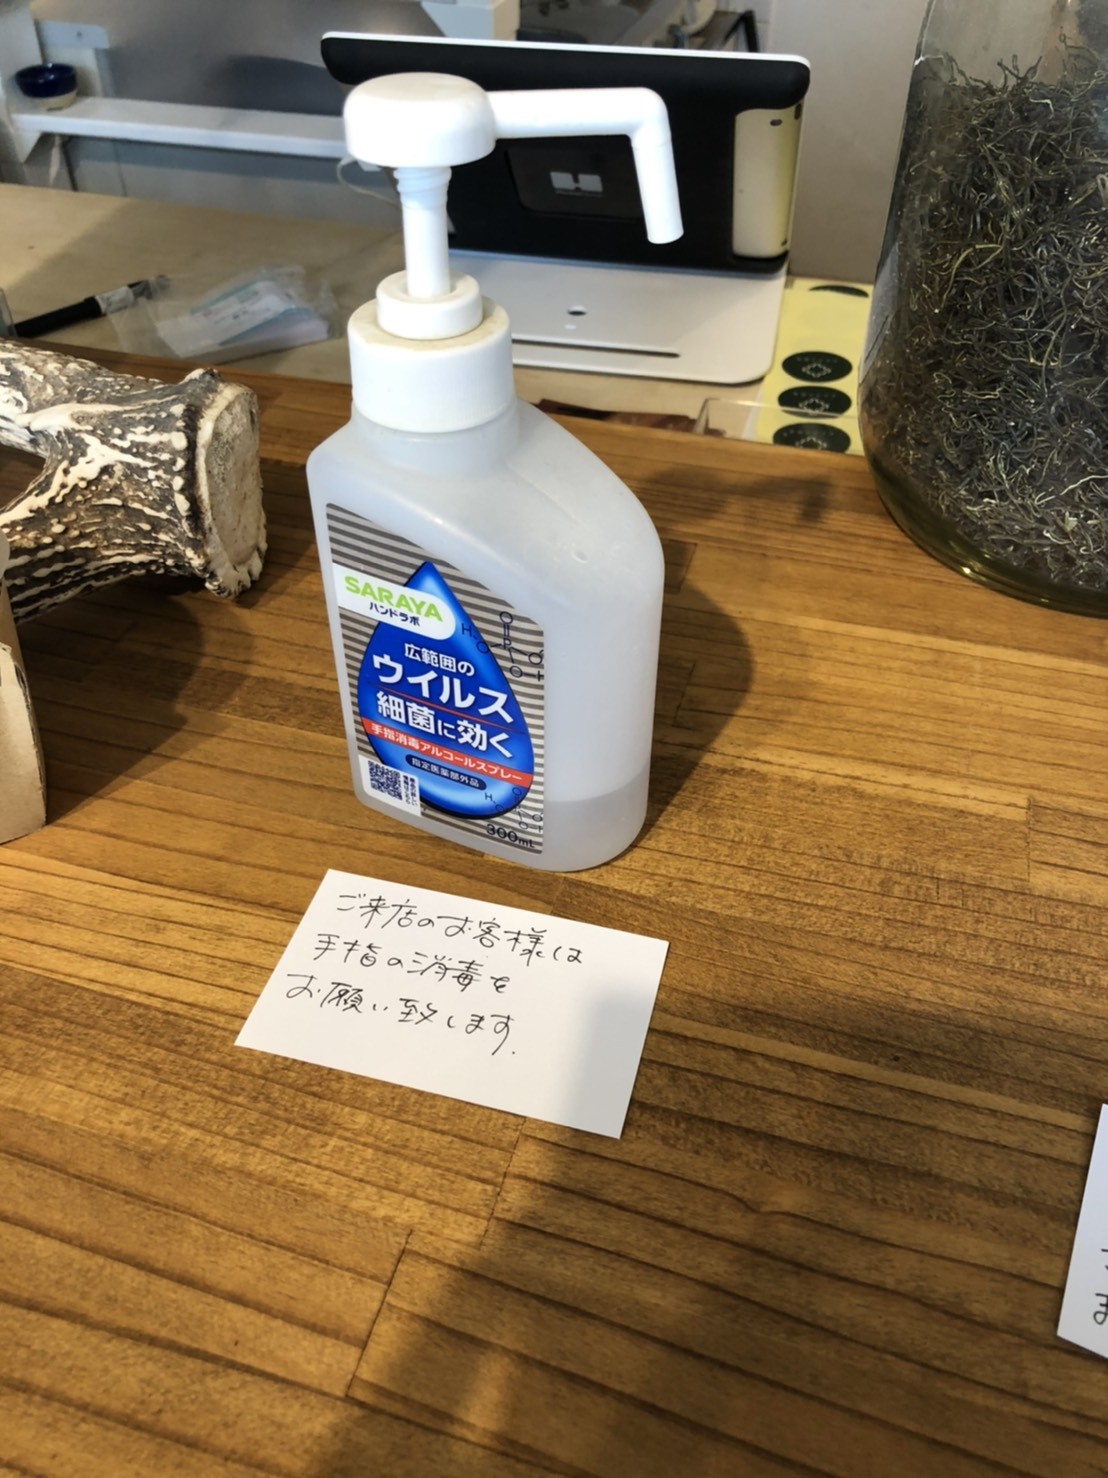 SARAYA
ハンドラボ
広範囲の
ウイルス
細菌に効く
手指消毒アルコールスプレー
指定医薬部外品
300mL
ご来店のお客様は
手指の消毒を
お願い致します.